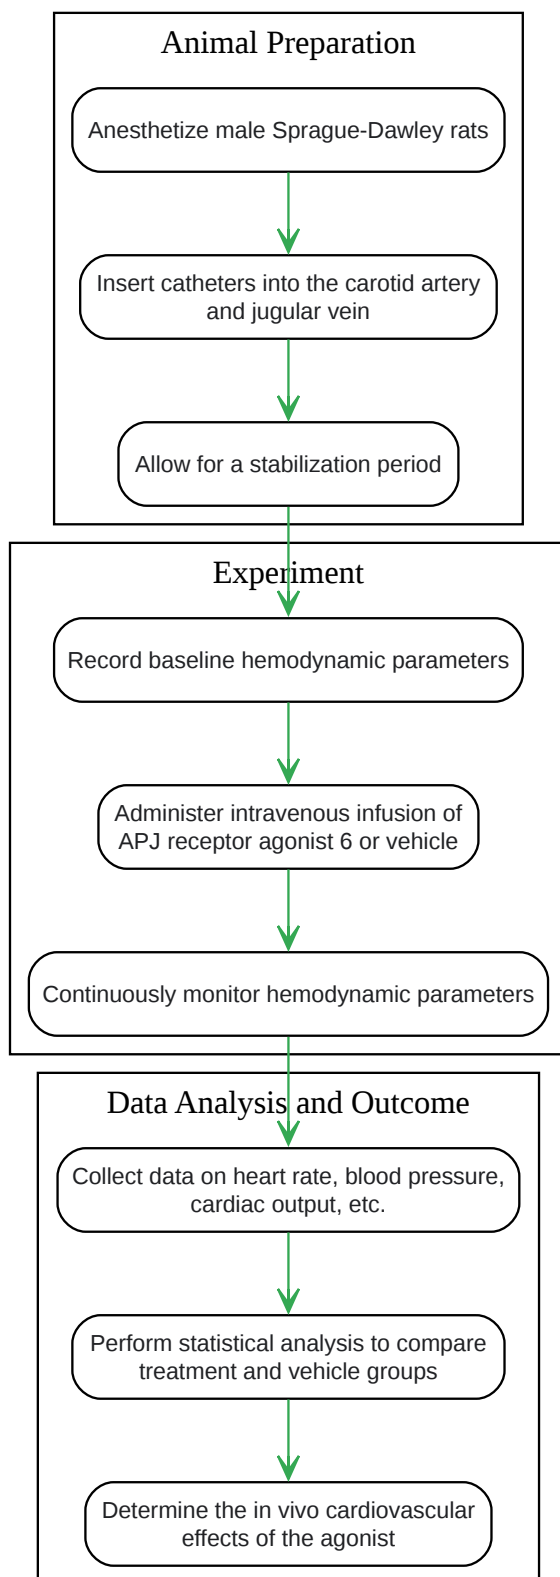 Animal Preparation
Anesthetize male Sprague-Dawley rats
Insert catheters into the carotid artery
and jugular vein
Allow for a stabilization period
Experiment
Record baseline hemodynamic parameters
Administer intravenous infusion of
APJ receptor agonist 6 or vehicle
Continuously monitor hemodynamic parameters
Data Analysis and Outcome
Collect data on heart rate, blood pressure,
cardiac output, etc.
Perform statistical analysis to compare
treatment and vehicle groups
Determine the in vivo cardiovascular
effects of the agonist